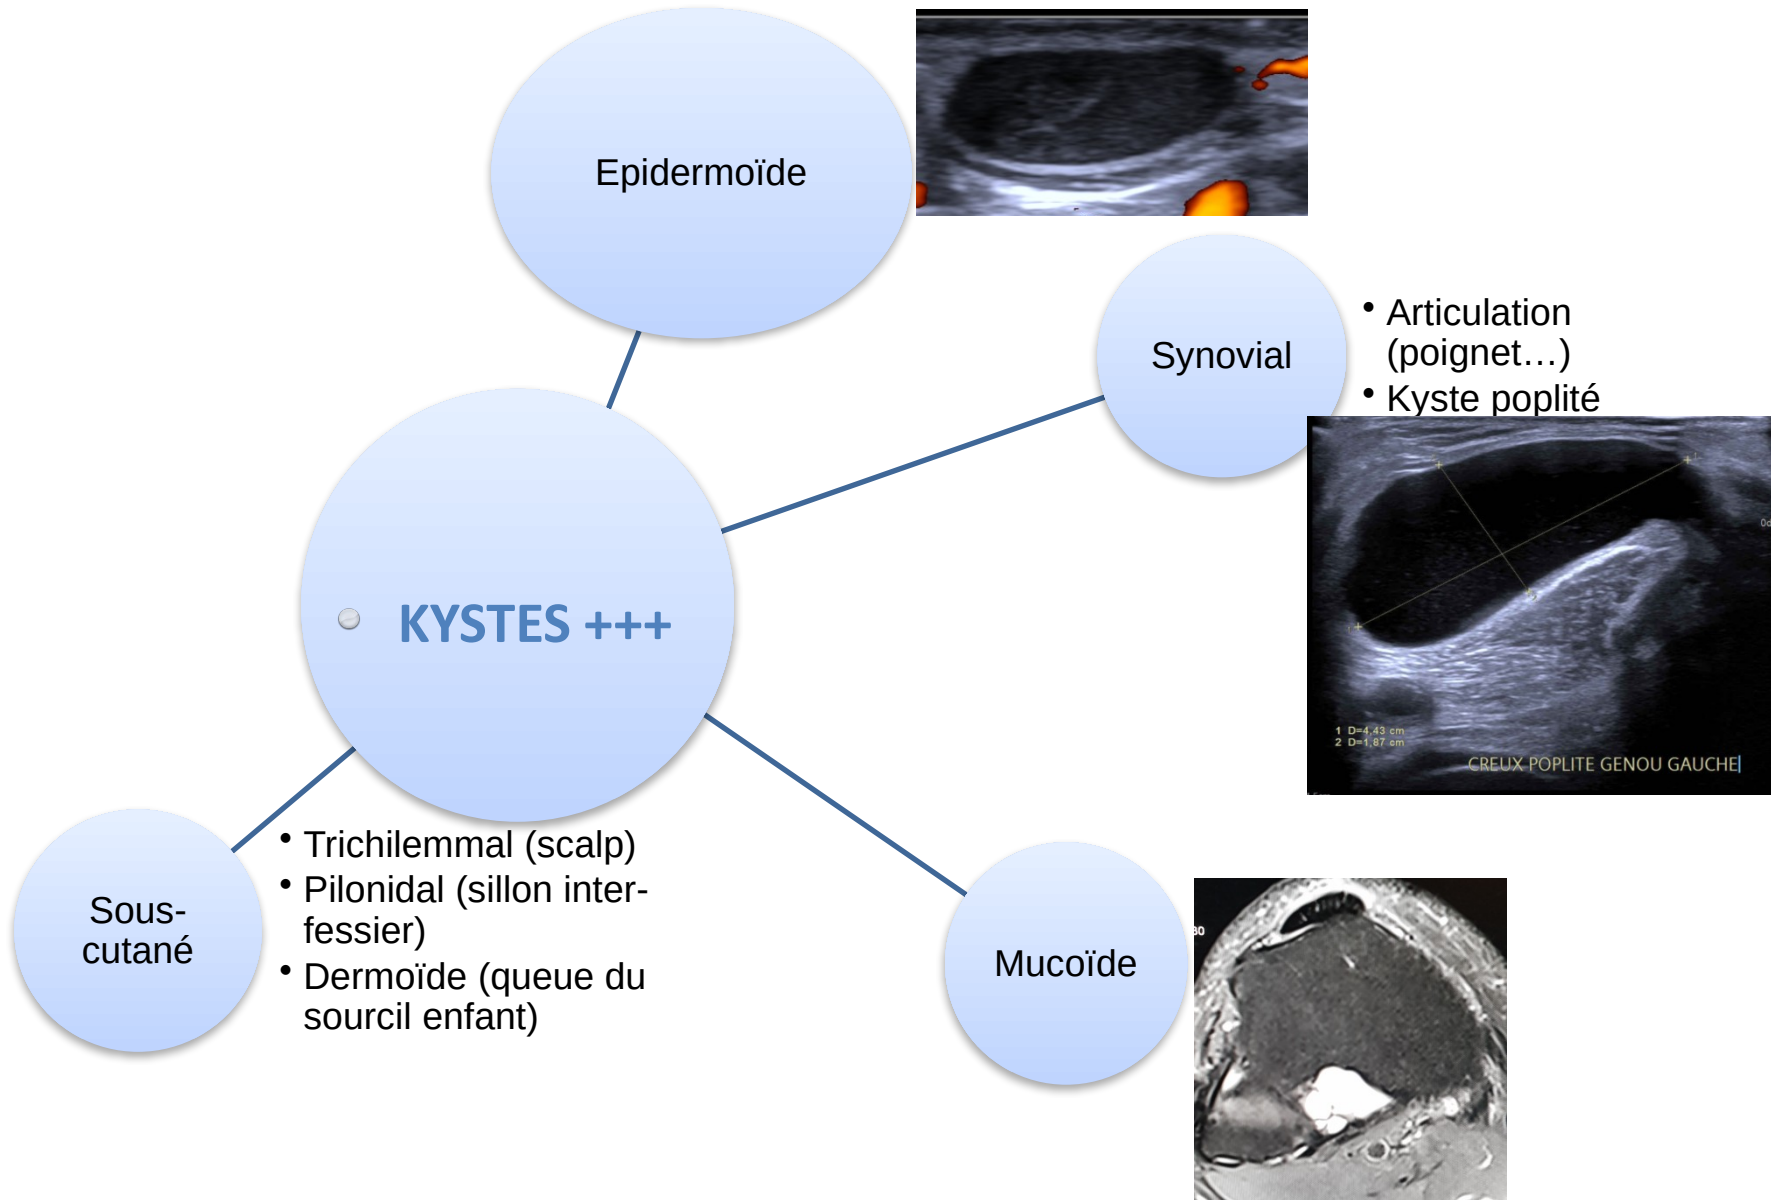 Epidermoïde
Synovial
• Articulation
(poignet…)
• Kyste poplité
KYSTES +++
1 D=4,43 cm
2 D=1,87 cm
CREUX POPLITE GENOU GAUCHE
Sous-
cutané
• Trichilemmal (scalp)
• Pilonidal (sillon inter-
fessier)
• Dermoïde (queue du
sourcil enfant)
Mucoïde